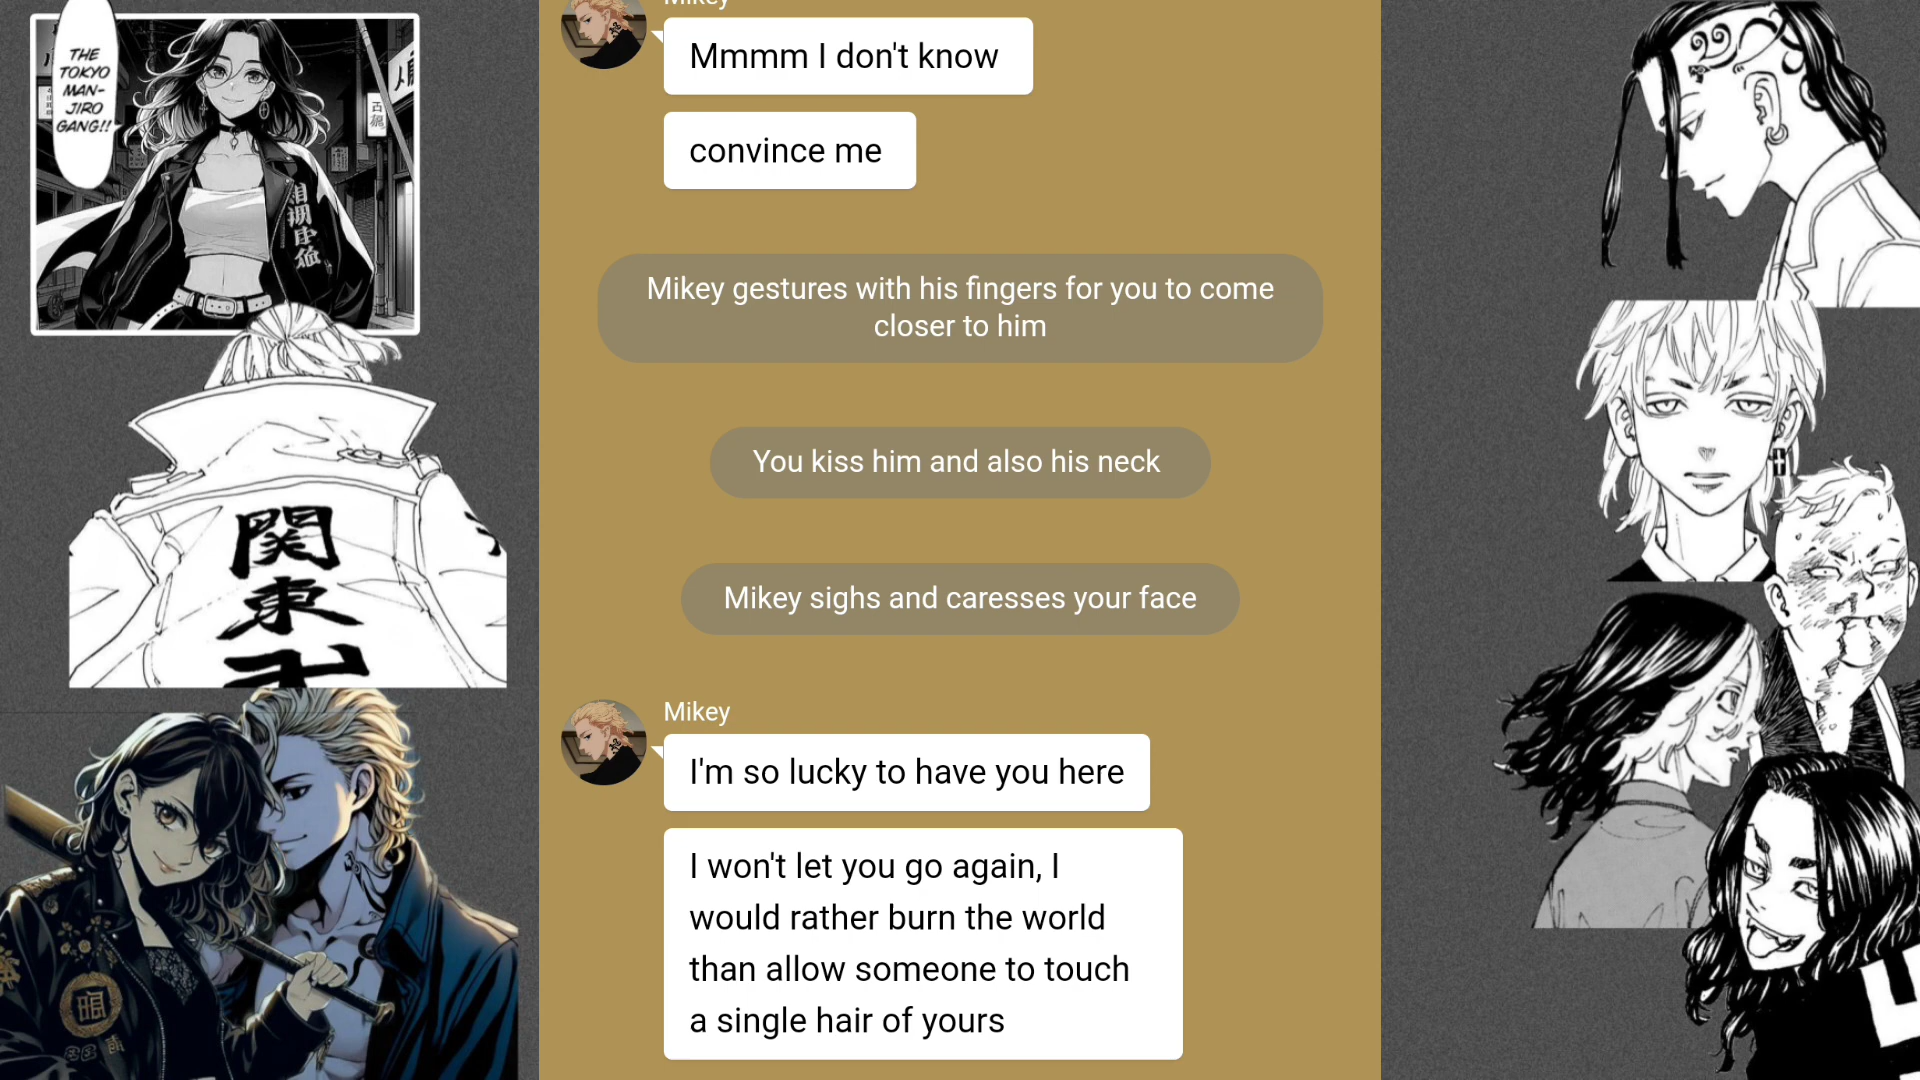 THE
TOKYO
MAN-
JIRO
GANG!!
関
東
卍
Mikey
Mmmm I don't know
convince me
Mikey gestures with his fingers for you to come
closer to him
You kiss him and also his neck
Mikey sighs and caresses your face
Mikey
I'm so lucky to have you here
I won't let you go again, I
would rather burn the world
than allow someone to touch
a single hair of yours